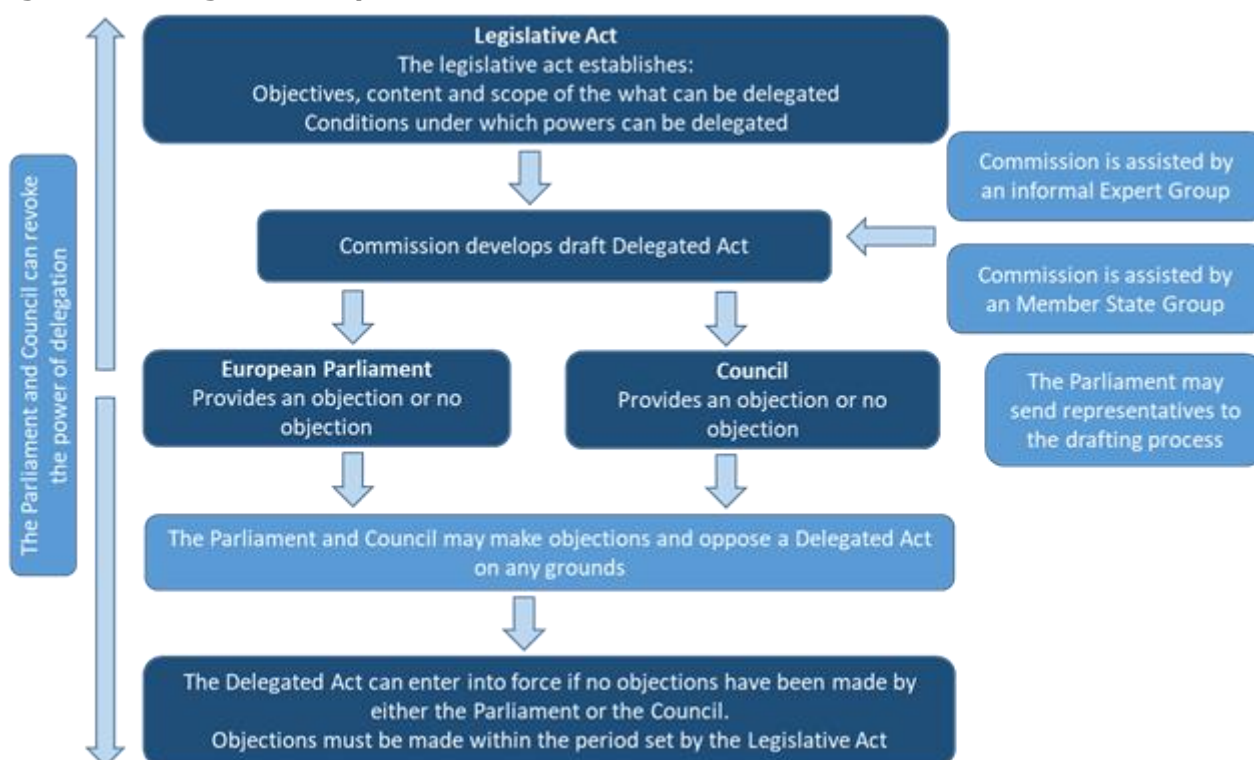 Legislative Act
The legislative act establishes:
Objectives, content and scope of the what can be delegated
Conditions under which powers can be delegated
Commission is assisted by
an informal Expert Group
Commission develops draft Delegated Act
Commission is assisted by
an Member State Group
The Parliament and Council can revoke
the power of delegation
European Parliament
Provides an objection or no
objection
Council
Provides an objection or no
objection
The Parliament may
send representatives to
the drafting process
The Parliament and Council may make objections and oppose a Delegated Act
on any grounds
The Delegated Act can enter into force if no objections have been made by
either the Parliament or the Council.
Objections must be made within the period set by the Legislative Act